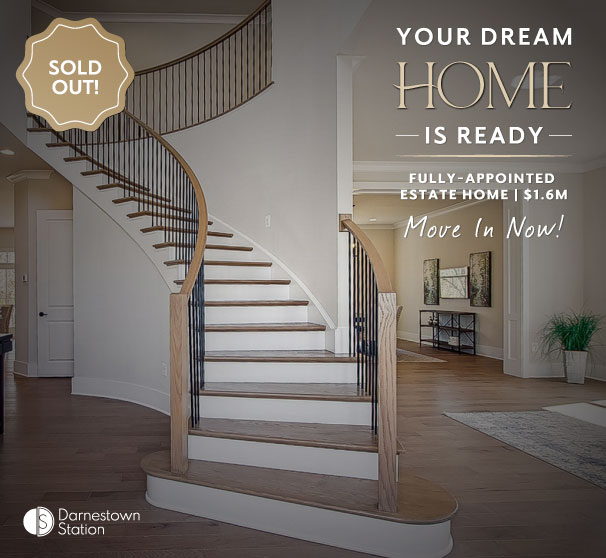 SOLD
OUT!
YOUR DREAM
HOME
IS READY
FULLY-APPOINTED
ESTATE HOME | $1.6M
Move In Now!
Darnestown
Station